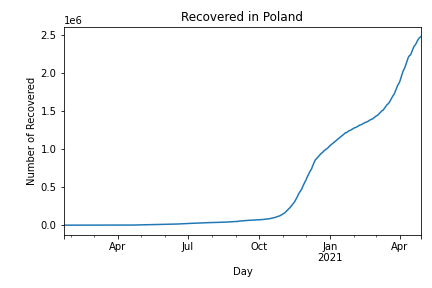 Recovered in Poland
1e6
2.5
2.0
1.5
1.0
0.5
0.0
Number of Recovered
Apr
Jul
Oct
Jan
2021
Apr
Day